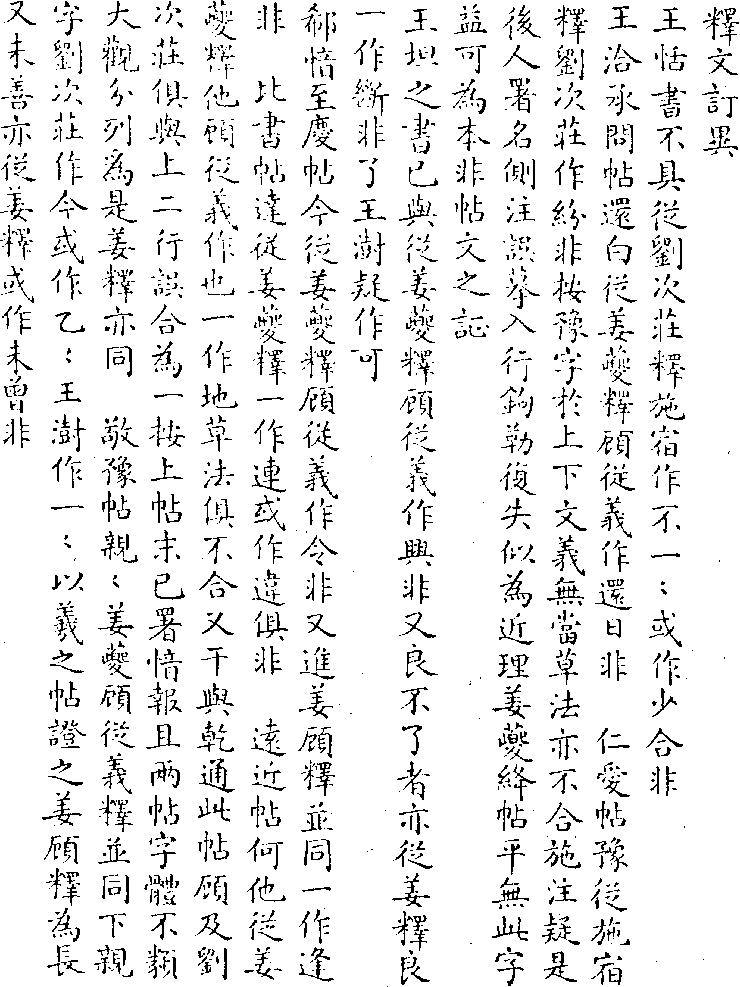 釋文訂異
王恬書不具從劉次莊釋施宿作不一〻或作少合非
王洽承問帖還白從姜夔釋顧從義作還日非　仁愛帖豫從施宿
釋劉次莊作紛非按豫字於上下文義無當草法亦不合施注疑是
後人署名側注誤摹入行鉤勒復失似為近理姜夔絳帖平無此字
益可為本非帖文之証
王坦之書已與從姜夔釋顧從義作興非又良不了者亦從姜釋良
一作斷非了王澍疑作可
郗愔至慶帖今從姜夔釋顧從義作令非又進姜顧釋並同一作逢
非　比書帖達從姜夔釋一作連或作違俱非　遠近帖何他從姜
夔釋他顧從義作也一作地草法俱不合又干與乾通此帖顧及劉
次莊俱與上二行誤合為一按上帖末已署愔報且兩帖字體不類
大觀分列為是姜釋亦同　敬豫帖親〻姜夔顧從義釋並同下親
字劉次莊作今或作乙〻王澍作一〻以羲之帖證之姜顧釋為長
又未善亦從姜釋或作未曾非